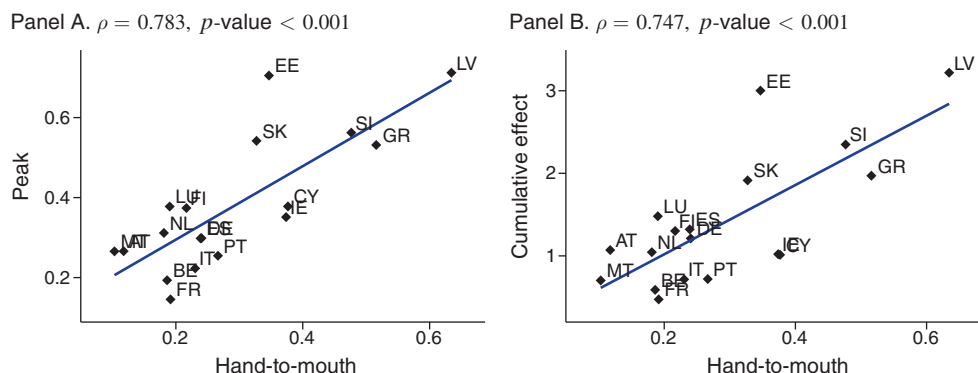 Panel A. ρ = 0.783, p-value < 0.001
Peak
0.6
0.4
0.2
EE
LV
SK
SI
GR
LU
FI
CY
IE
NL
MT
AT
ES
DE
PT
IT
BE
FR
0.2 0.4 0.6
Hand-to-mouth
Panel B. ρ = 0.747, p-value < 0.001
Cumulative effect
3
2
1
LV
EE
SI
SK
GR
LU
FI
ES
DE
AT
NL
IE
CY
MT
BE
IT
PT
FR
0.2 0.4 0.6
Hand-to-mouth